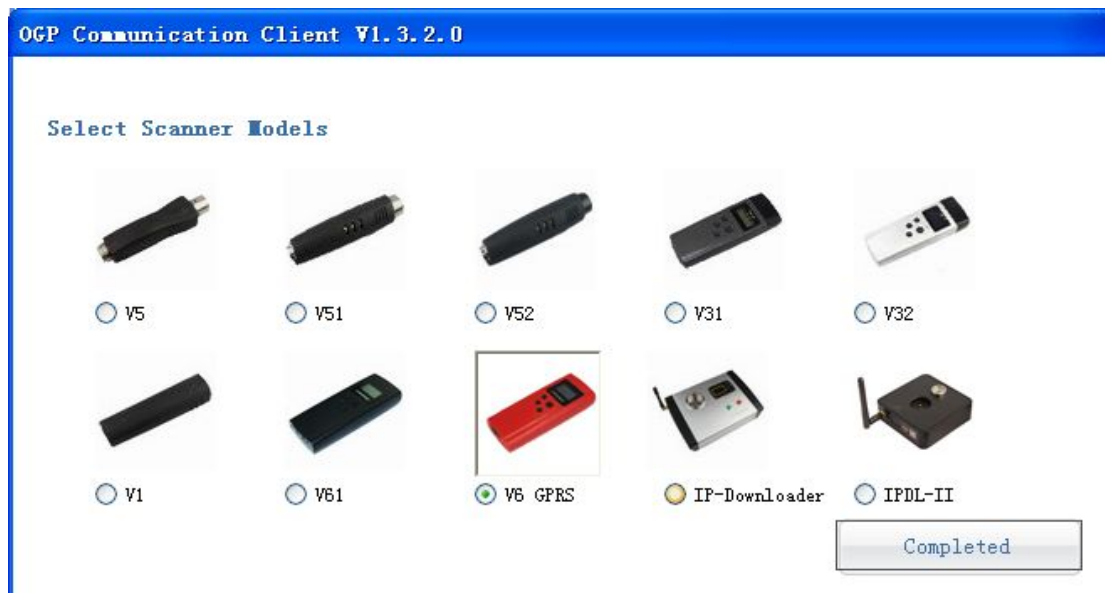 OGP Communication Client V1.3.2.0
Select Scanner Models
V5 V51 V52 V31 V32
V1 V61 V6 GPRS IP-Downloader IPDL-II
Completed